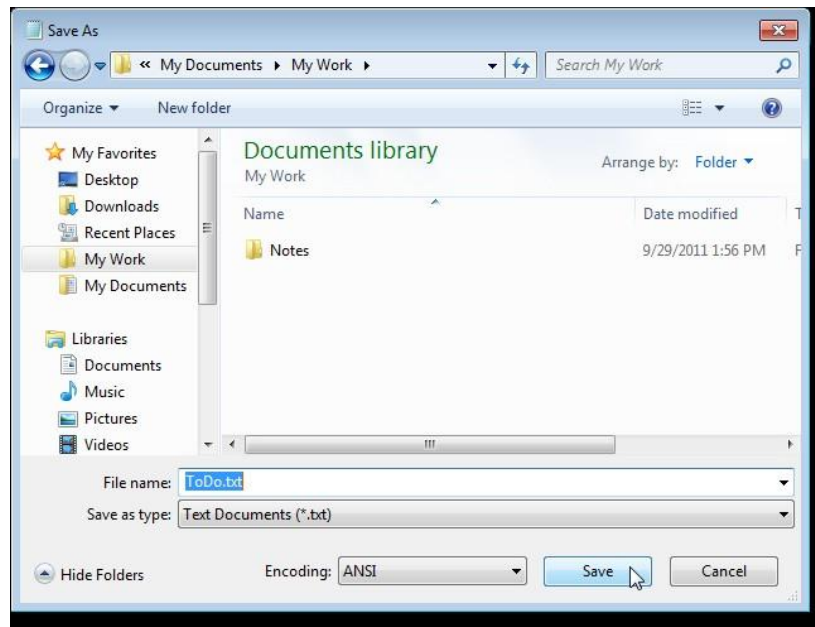 Save As
« My Documents My Work
Search My Work
Organize New folder
My Favorites
Desktop
Downloads
Recent Places
My Work
My Documents
Libraries
Documents
Music
Pictures
Videos
Documents library
My Work
Arrange by: Folder
Name Date modified T
Notes 9/29/2011 1:56 PM F
File name: ToDo.txt
Save as type: Text Documents (*.txt)
Hide Folders Encoding: ANSI Save Cancel